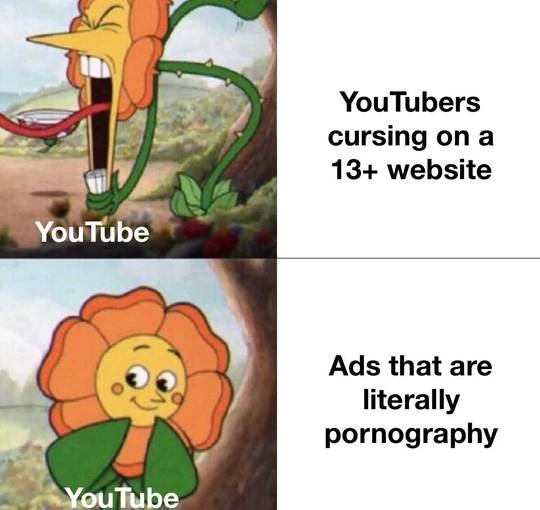 YouTubers
cursing on a
13+ website
YouTube
Ads that are
literally
pornography
YouTube